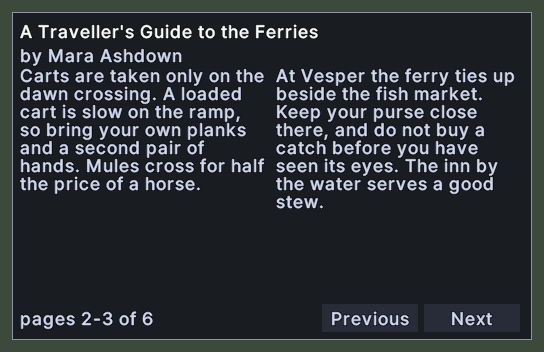 A Traveller's Guide to the Ferries
by Mara Ashdown
Carts are taken only on the
dawn crossing. A loaded
cart is slow on the ramp,
so bring your own planks
and a second pair of
hands. Mules cross for half
the price of a horse.
At Vesper the ferry ties up
beside the fish market.
Keep your purse close
there, and do not buy a
catch before you have
seen its eyes. The inn by
the water serves a good
stew.
pages 2-3 of 6
Previous
Next